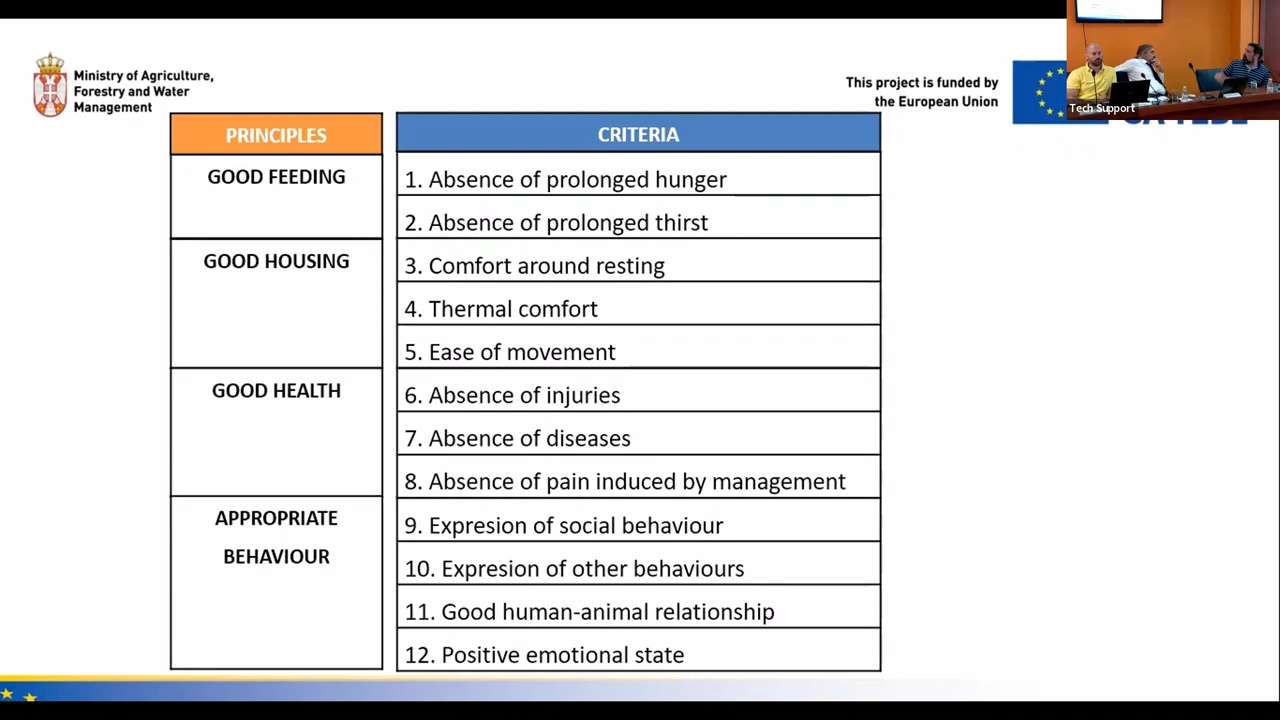 Ministry of Agriculture,
Forestry and Water
Management
This project is funded by
the European Union
Tech Support
PRINCIPLES
CRITERIA
GOOD FEEDING
1. Absence of prolonged hunger
2. Absence of prolonged thirst
GOOD HOUSING
3. Comfort around resting
4. Thermal comfort
5. Ease of movement
GOOD HEALTH
6. Absence of injuries
7. Absence of diseases
8. Absence of pain induced by management
APPROPRIATE
BEHAVIOUR
9. Expresion of social behaviour
10. Expresion of other behaviours
11. Good human-animal relationship
12. Positive emotional state